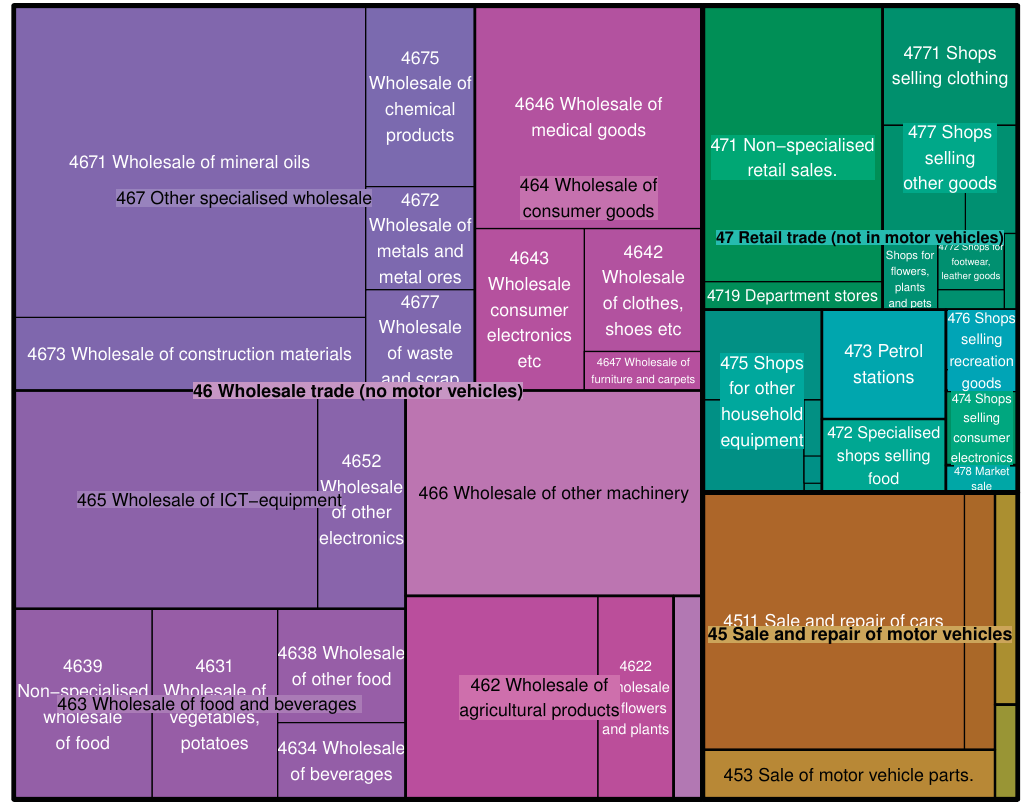 4671 Wholesale of mineral oils
467 Other specialised wholesale
4673 Wholesale of construction materials
4675
Wholesale of
chemical
products
4672
Wholesale of
metals and
metal ores
4677
Wholesale
of waste
and scrap
4646 Wholesale of
medical goods
464 Wholesale of
consumer goods
4643
Wholesale
consumer
electronics
etc
4642
Wholesale
of clothes,
shoes etc
4647 Wholesale of
furniture and carpets
46 Wholesale trade (no motor vehicles)
465 Wholesale of ICT−equipment
4652
Wholesale
of other
electronics
466 Wholesale of other machinery
4639
Non−specialised
wholesale
of food
4631
Wholesale of
vegetables,
potatoes
463 Wholesale of food and beverages
4638 Wholesale
of other food
4634 Wholesale
of beverages
462 Wholesale of
agricultural products
4622
wholesale
flowers
and plants
471 Non−specialised
retail sales.
4719 Department stores
4771 Shops
selling clothing
477 Shops
selling
other goods
47 Retail trade (not in motor vehicles)
Shops for
flowers,
plants
and pets
4772 Shops for
footwear,
leather goods
475 Shops
for other
household
equipment
473 Petrol
stations
472 Specialised
shops selling
food
476 Shops
selling
recreation
goods
474 Shops
selling
consumer
electronics
478 Market
sale
4511 Sale and repair of cars
45 Sale and repair of motor vehicles
453 Sale of motor vehicle parts.